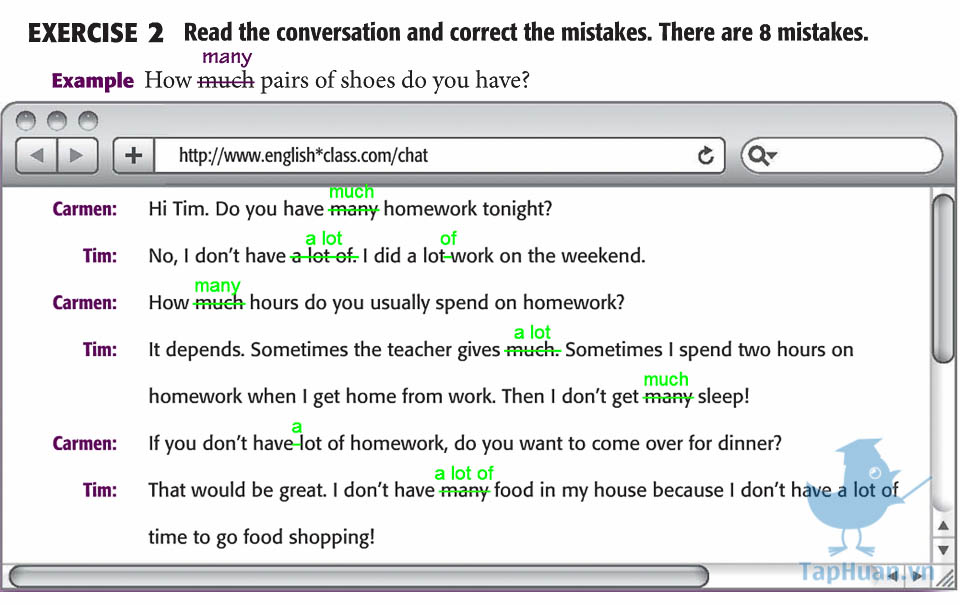 EXERCISE 2 Read the conversation and correct the mistakes. There are 8 mistakes.
many
Example How much pairs of shoes do you have?
http://www.english*class.com/chat
much
Carmen: Hi Tim. Do you have many homework tonight?
a lot of
Tim: No, I don't have a lot of. I did a lot work on the weekend.
many
Carmen: How much hours do you usually spend on homework?
a lot
Tim: It depends. Sometimes the teacher gives much. Sometimes I spend two hours on
much
homework when I get home from work. Then I don't get many sleep!
a
Carmen: If you don't have lot of homework, do you want to come over for dinner?
a lot of
Tim: That would be great. I don't have many food in my house because I don't have a lot of
time to go food shopping!
TapHuan.vn